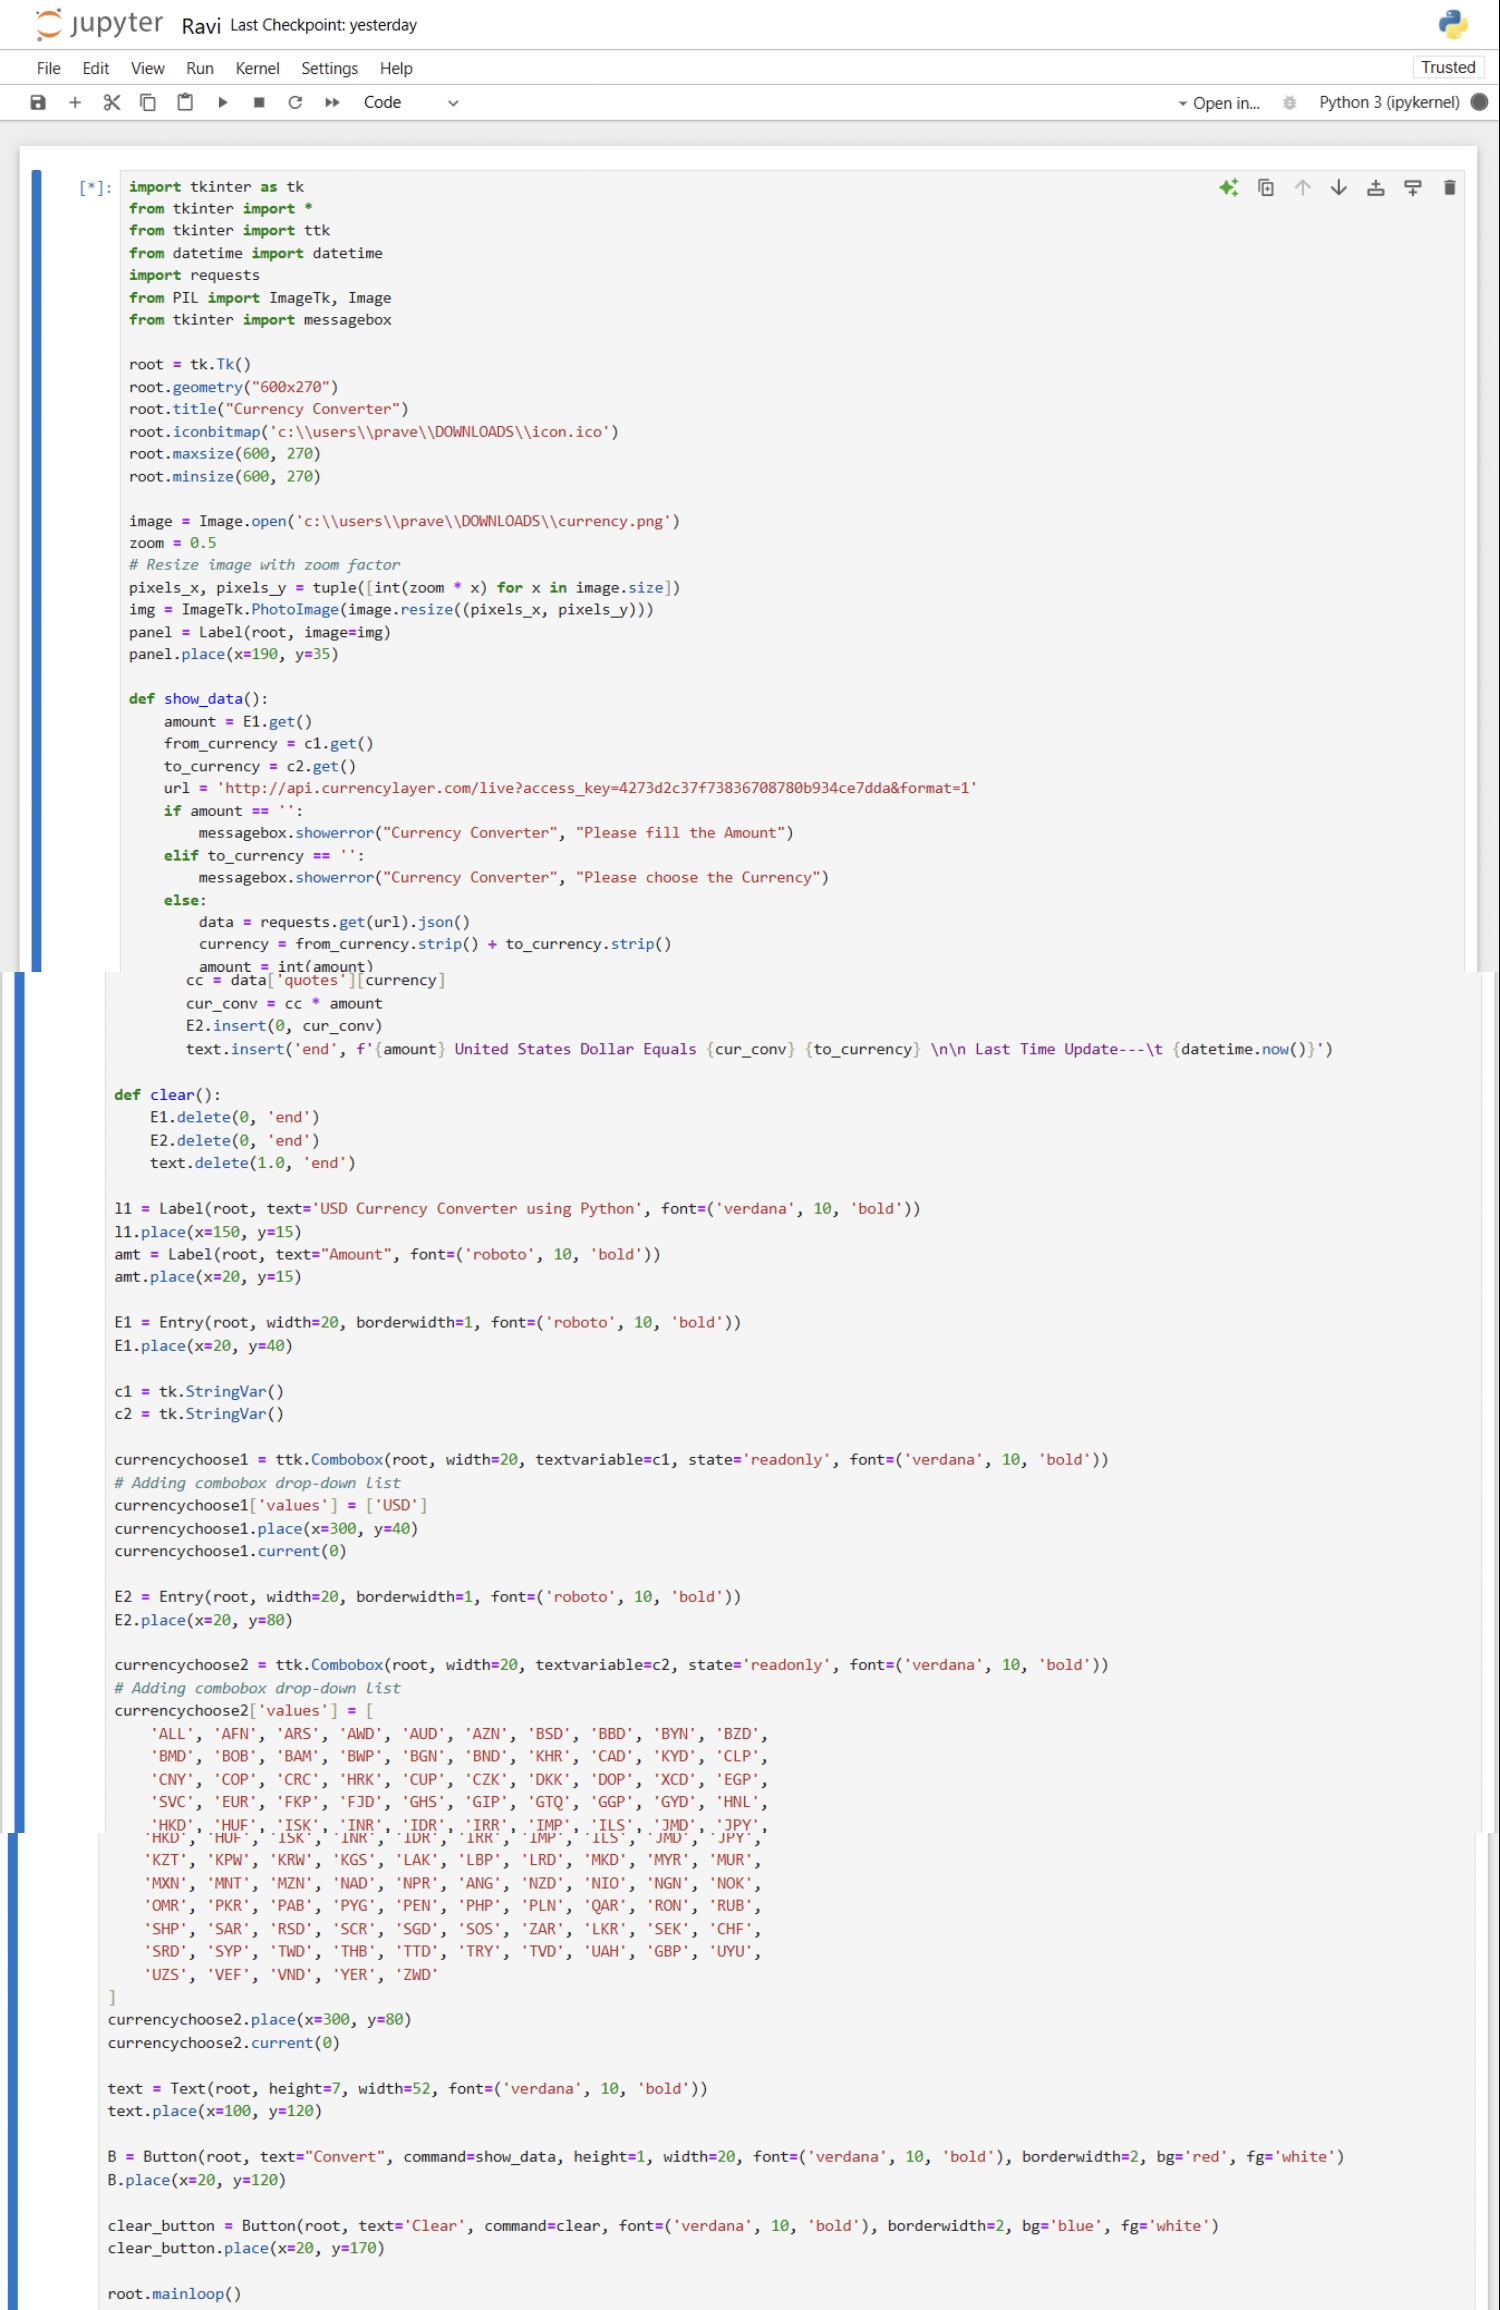 jupyter Ravi Last Checkpoint: yesterday
File Edit View Run Kernel Settings Help Trusted
Code Open in... Python 3 (ipykernel)
[*]: import tkinter as tk
from tkinter import *
from tkinter import ttk
from datetime import datetime
import requests
from PIL import ImageTk, Image
from tkinter import messagebox

root = tk.Tk()
root.geometry("600x270")
root.title("Currency Converter")
root.iconbitmap('c:\\users\\prave\\DOWNLOADS\\icon.ico')
root.maxsize(600, 270)
root.minsize(600, 270)

image = Image.open('c:\\users\\prave\\DOWNLOADS\\currency.png')
zoom = 0.5
# Resize image with zoom factor
pixels_x, pixels_y = tuple([int(zoom * x) for x in image.size])
img = ImageTk.PhotoImage(image.resize((pixels_x, pixels_y)))
panel = Label(root, image=img)
panel.place(x=190, y=35)

def show_data():
    amount = E1.get()
    from_currency = c1.get()
    to_currency = c2.get()
    url = 'http://api.currencylayer.com/live?access_key=4273d2c37f73836708780b934ce7dda&format=1'
    if amount == '':
        messagebox.showerror("Currency Converter", "Please fill the Amount")
    elif to_currency == '':
        messagebox.showerror("Currency Converter", "Please choose the Currency")
    else:
        data = requests.get(url).json()
        currency = from_currency.strip() + to_currency.strip()
        amount = int(amount)
        cc = data['quotes'][currency]
        cur_conv = cc * amount
        E2.insert(0, cur_conv)
        text.insert('end', f'{amount} United States Dollar Equals {cur_conv} {to_currency} \n\n Last Time Update---\t {datetime.now()}')

def clear():
    E1.delete(0, 'end')
    E2.delete(0, 'end')
    text.delete(1.0, 'end')

l1 = Label(root, text='USD Currency Converter using Python', font=('verdana', 10, 'bold'))
l1.place(x=150, y=15)
amt = Label(root, text="Amount", font=('roboto', 10, 'bold'))
amt.place(x=20, y=15)

E1 = Entry(root, width=20, borderwidth=1, font=('roboto', 10, 'bold'))
E1.place(x=20, y=40)

c1 = tk.StringVar()
c2 = tk.StringVar()

currencychoose1 = ttk.Combobox(root, width=20, textvariable=c1, state='readonly', font=('verdana', 10, 'bold'))
# Adding combobox drop-down list
currencychoose1['values'] = ['USD']
currencychoose1.place(x=300, y=40)
currencychoose1.current(0)

E2 = Entry(root, width=20, borderwidth=1, font=('roboto', 10, 'bold'))
E2.place(x=20, y=80)

currencychoose2 = ttk.Combobox(root, width=20, textvariable=c2, state='readonly', font=('verdana', 10, 'bold'))
# Adding combobox drop-down list
currencychoose2['values'] = [
    'ALL', 'AFN', 'ARS', 'AWD', 'AUD', 'AZN', 'BSD', 'BBD', 'BYN', 'BZD',
    'BMD', 'BOB', 'BAM', 'BWP', 'BGN', 'BND', 'KHR', 'CAD', 'KYD', 'CLP',
    'CNY', 'COP', 'CRC', 'HRK', 'CUP', 'CZK', 'DKK', 'DOP', 'XCD', 'EGP',
    'SVC', 'EUR', 'FKP', 'FJD', 'GHS', 'GIP', 'GTQ', 'GGP', 'GYD', 'HNL',
    'HKD', 'HUF', 'ISK', 'INR', 'IDR', 'IRR', 'IMP', 'ILS', 'JMD', 'JPY',
    'HKD', 'HUF', 'ISK', 'INR', 'IDR', 'IRR', 'IMP', 'ILS', 'JMD', 'JPY',
    'KZT', 'KPW', 'KRW', 'KGS', 'LAK', 'LBP', 'LRD', 'MKD', 'MYR', 'MUR',
    'MXN', 'MNT', 'MZN', 'NAD', 'NPR', 'ANG', 'NZD', 'NIO', 'NGN', 'NOK',
    'OMR', 'PKR', 'PAB', 'PYG', 'PEN', 'PHP', 'PLN', 'QAR', 'RON', 'RUB',
    'SHP', 'SAR', 'RSD', 'SCR', 'SGD', 'SOS', 'ZAR', 'LKR', 'SEK', 'CHF',
    'SRD', 'SYP', 'TWD', 'THB', 'TTD', 'TRY', 'TVD', 'UAH', 'GBP', 'UYU',
    'UZS', 'VEF', 'VND', 'YER', 'ZWD'
]
currencychoose2.place(x=300, y=80)
currencychoose2.current(0)

text = Text(root, height=7, width=52, font=('verdana', 10, 'bold'))
text.place(x=100, y=120)

B = Button(root, text="Convert", command=show_data, height=1, width=20, font=('verdana', 10, 'bold'), borderwidth=2, bg='red', fg='white')
B.place(x=20, y=120)

clear_button = Button(root, text='Clear', command=clear, font=('verdana', 10, 'bold'), borderwidth=2, bg='blue', fg='white')
clear_button.place(x=20, y=170)

root.mainloop()